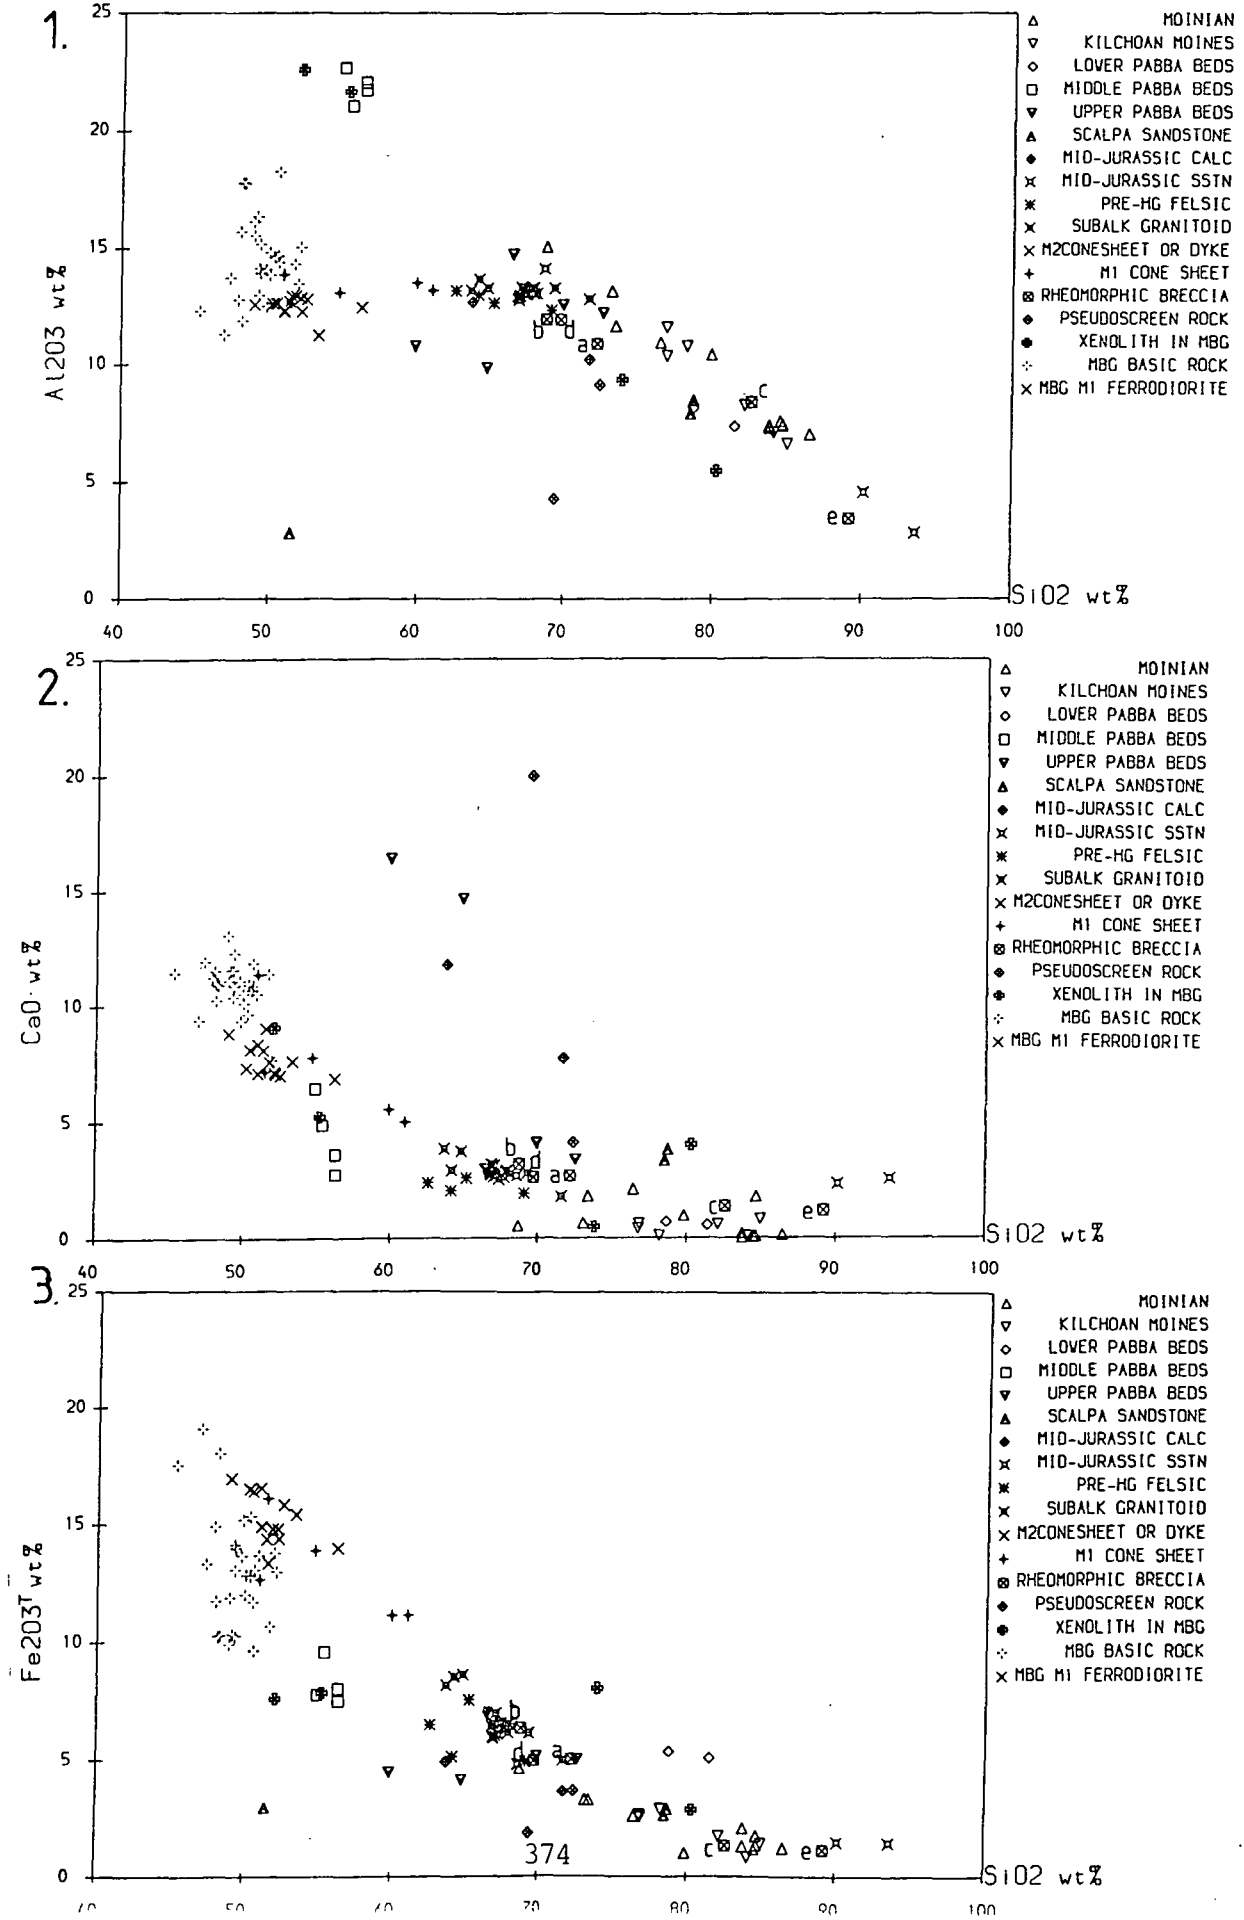 1.
25
20
15
10
5
0
Al2O3 wt%
40 50 60 70 80 90 100
SiO2 wt%
MOINIAN
KILCHOAN MOINES
LOWER PABBA BEDS
MIDDLE PABBA BEDS
UPPER PABBA BEDS
SCALPA SANDSTONE
MID-JURASSIC CALC
MID-JURASSIC SSTN
PRE-HG FELSIC
SUBALK GRANITOID
M2CONESHEET OR DYKE
M1 CONE SHEET
RHEOMORPHIC BRECCIA
PSEUDOSCREEN ROCK
XENOLITH IN MBG
MBG BASIC ROCK
MBG M1 FERRODIORITE
b d
a
c
e
2.
25
20
15
10
5
0
CaO wt%
40 50 60 70 80 90 100
SiO2 wt%
MOINIAN
KILCHOAN MOINES
LOWER PABBA BEDS
MIDDLE PABBA BEDS
UPPER PABBA BEDS
SCALPA SANDSTONE
MID-JURASSIC CALC
MID-JURASSIC SSTN
PRE-HG FELSIC
SUBALK GRANITOID
M2CONESHEET OR DYKE
M1 CONE SHEET
RHEOMORPHIC BRECCIA
PSEUDOSCREEN ROCK
XENOLITH IN MBG
MBG BASIC ROCK
MBG M1 FERRODIORITE
b
d
a
c
e
3.
25
20
15
10
5
0
Fe2O3T wt%
SiO2 wt%
MOINIAN
KILCHOAN MOINES
LOWER PABBA BEDS
MIDDLE PABBA BEDS
UPPER PABBA BEDS
SCALPA SANDSTONE
MID-JURASSIC CALC
MID-JURASSIC SSTN
PRE-HG FELSIC
SUBALK GRANITOID
M2CONESHEET OR DYKE
M1 CONE SHEET
RHEOMORPHIC BRECCIA
PSEUDOSCREEN ROCK
XENOLITH IN MBG
MBG BASIC ROCK
MBG M1 FERRODIORITE
b
d a
c
e
374